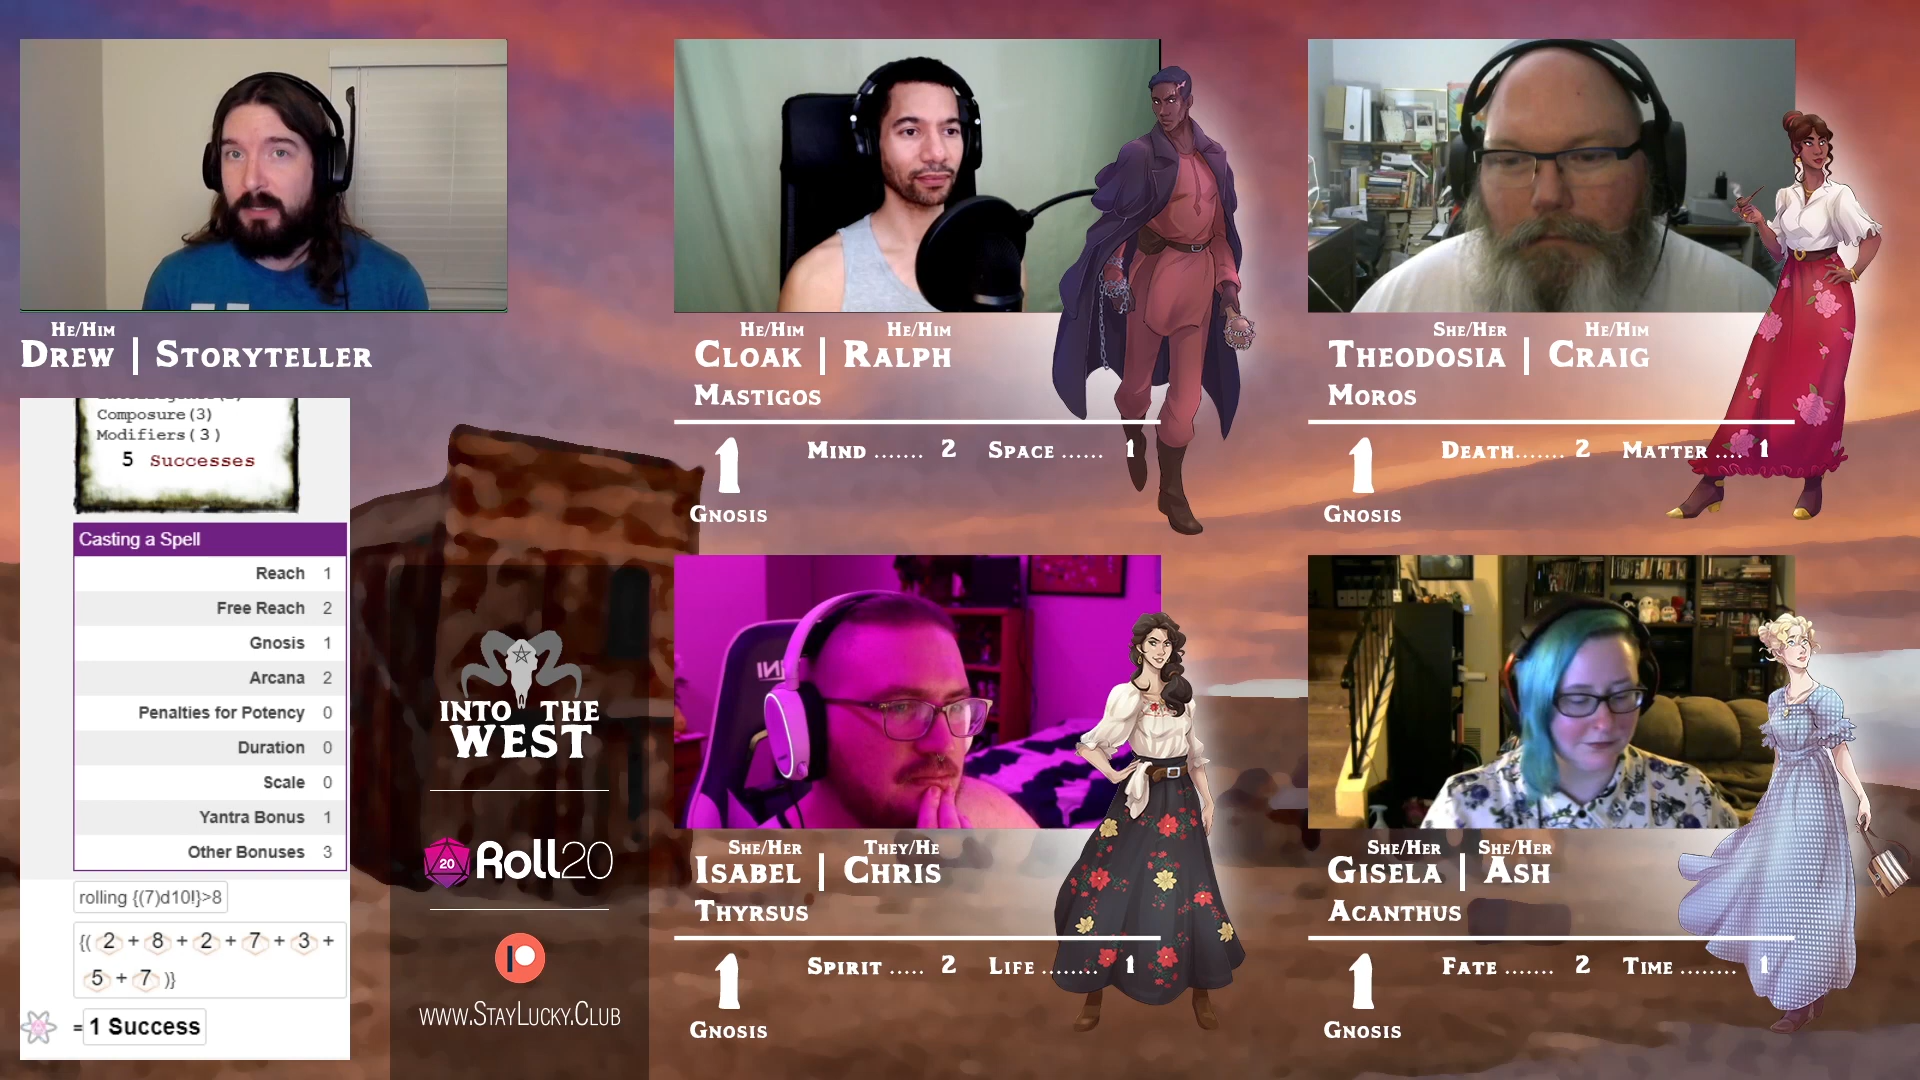 He/Him
Drew | Storyteller
Composure(3)
Modifiers(3)
5 Successes
Casting a Spell
Reach 1
Free Reach 2
Gnosis 1
Arcana 2
Penalties for Potency 0
Duration 0
Scale 0
Yantra Bonus 1
Other Bonuses 3
rolling {(7)d10!}>8
{( 2 + 8 + 2 + 7 + 3 +
5 + 7 )}
= 1 Success
INTO THE
WEST
20
Roll20
www.StayLucky.Club
He/Him He/Him
Cloak | Ralph
Mastigos
1
Gnosis
Mind ....... 2 Space ...... 1
She/Her He/Him
Theodosia | Craig
Moros
1
Gnosis
Death....... 2 Matter .... 1
She/Her They/He
Isabel | Chris
Thyrsus
1
Gnosis
Spirit ..... 2 Life ........ 1
She/Her She/Her
Gisela | Ash
Acanthus
1
Gnosis
Fate ....... 2 Time ........ 1